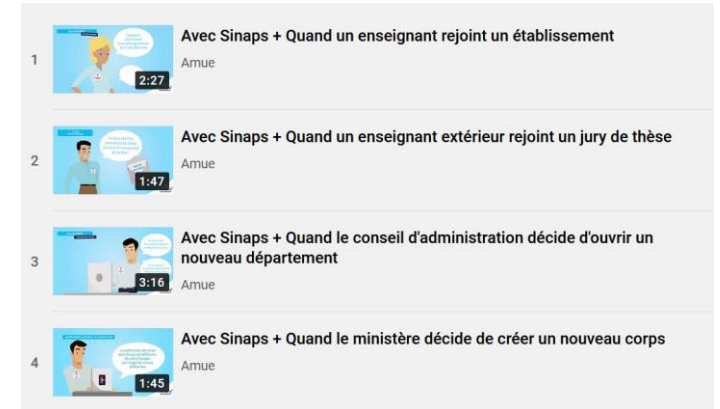 1
2:27
Avec Sinaps + Quand un enseignant rejoint un établissement
Amue
2
1:47
Avec Sinaps + Quand un enseignant extérieur rejoint un jury de thèse
Amue
3
3:16
Avec Sinaps + Quand le conseil d'administration décide d'ouvrir un
nouveau département
Amue
4
1:45
Avec Sinaps + Quand le ministère décide de créer un nouveau corps
Amue